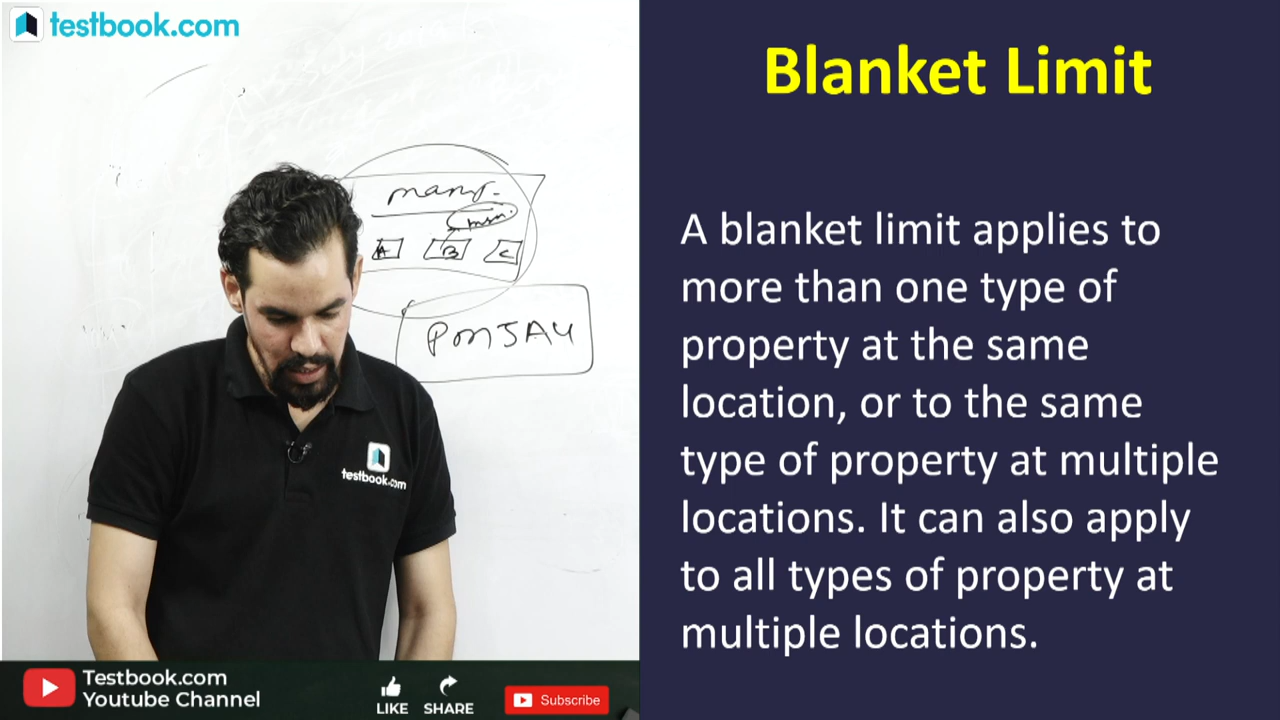 testbook.com
Blanket Limit
A blanket limit applies to
more than one type of
property at the same
location, or to the same
type of property at multiple
locations. It can also apply
to all types of property at
multiple locations.
A B C
PMJAY
testbook.com
Testbook.com
Youtube Channel
LIKE SHARE
Subscribe